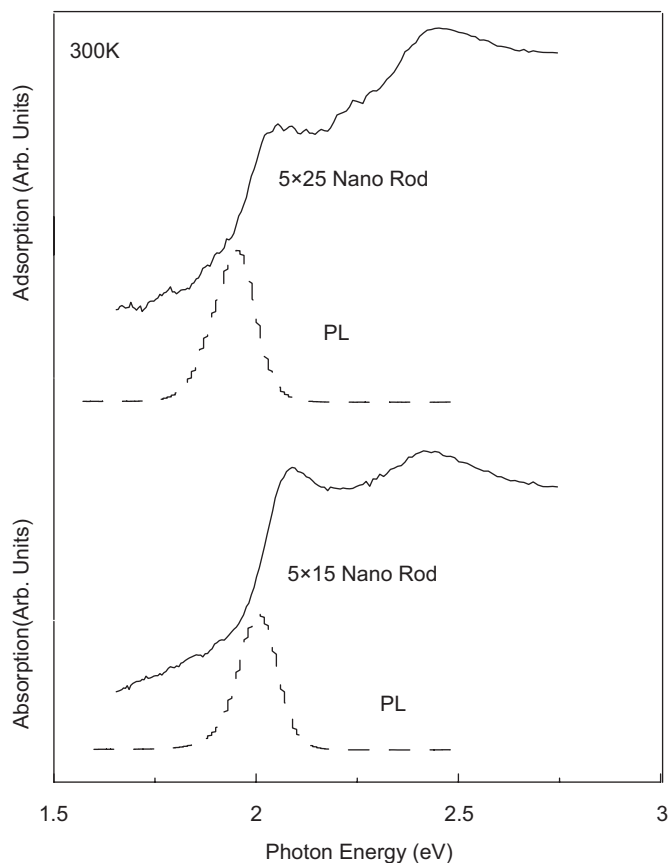 300K
Adsorption (Arb. Units)
5×25 Nano Rod
PL
Absorption(Arb. Units)
5×15 Nano Rod
PL
1.5
2
2.5
3
Photon Energy (eV)